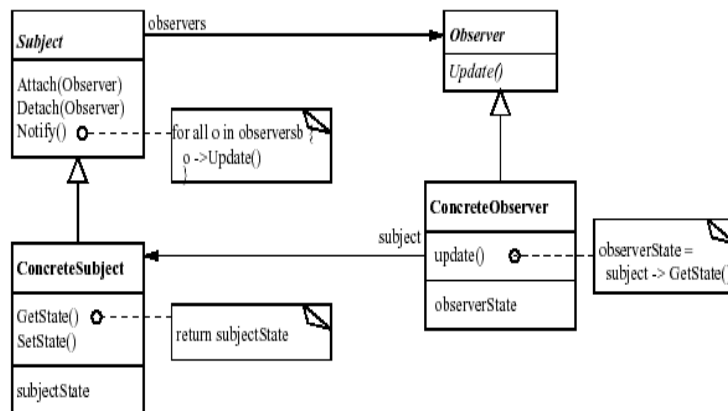 Subject
observers
Observer
Attach(Observer)
Detach(Observer)
Notify()
Update()
for all o in observersb {
o ->Update()
}
ConcreteObserver
subject
update()
observerState =
subject -> GetState()
observerState
ConcreteSubject
GetState()
SetState()
return subjectState
subjectState